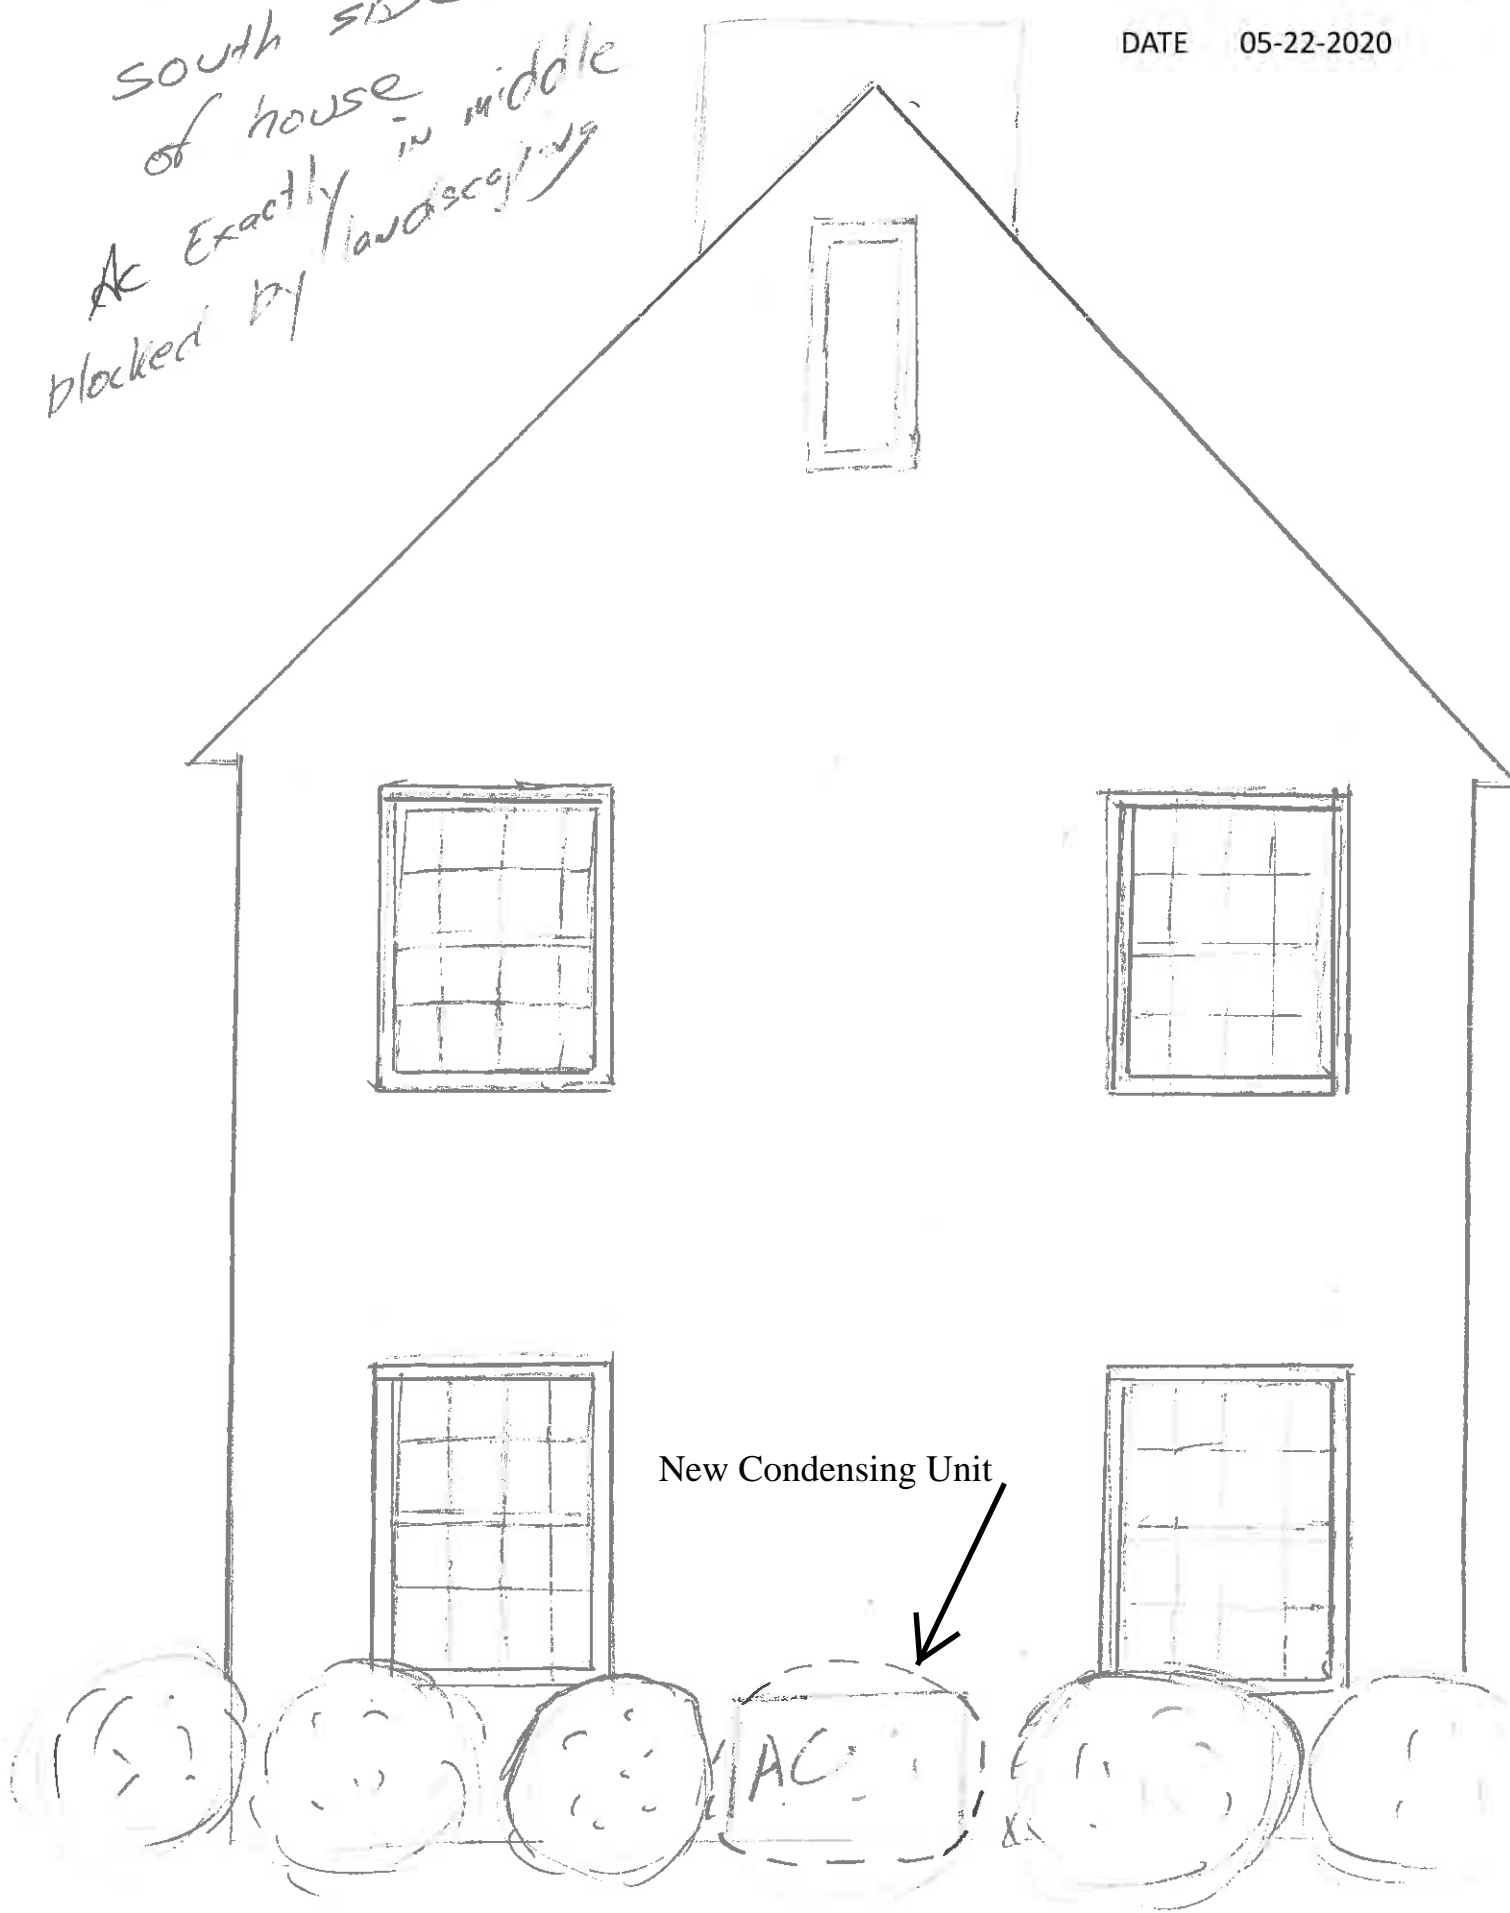 south
of house
Ac Exactly in middle
blocked by landscaping
DATE 05-22-2020
New Condensing Unit
AC